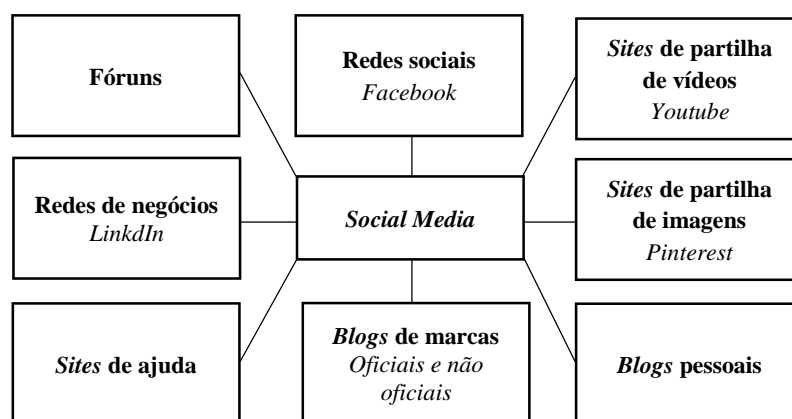 Fóruns
Redes sociais
Facebook
Sites de partilha
de vídeos
Youtube
Redes de negócios
LinkdIn
Social Media
Sites de partilha
de imagens
Pinterest
Sites de ajuda
Blogs de marcas
Oficiais e não
oficiais
Blogs pessoais